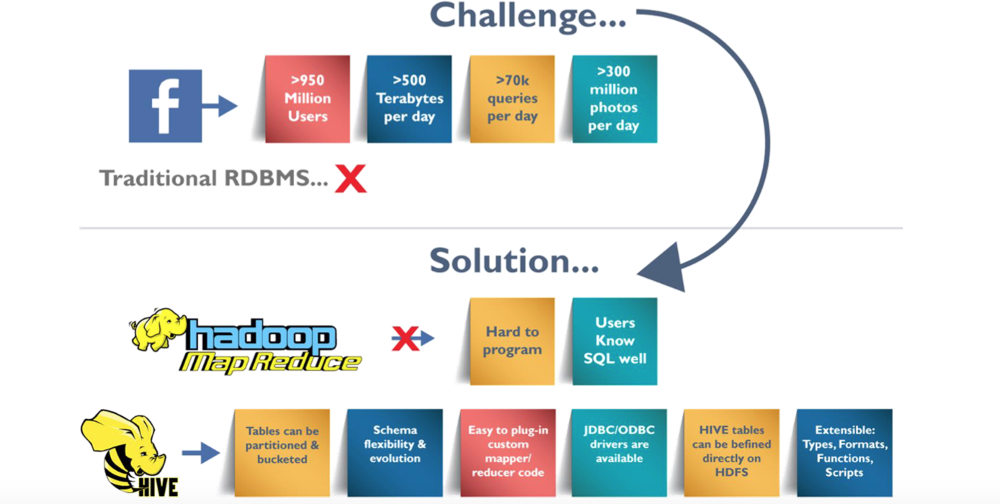 Challenge...
f
>950
Million
Users
>500
Terabytes
per day
>70k
queries
per day
>300
million
photos
per day
Traditional RDBMS... X
Solution...
hadoop
Map Reduce
X
Hard to
program
Users
Know
SQL well
HIVE
Tables can be
partitioned &
bucketed
Schema
flexibility &
evolution
Easy to plug-in
custom
mapper/
reducer code
JDBC/ODBC
drivers are
available
HIVE tables
can be befined
directly on
HDFS
Extensible:
Types, Formats,
Functions,
Scripts